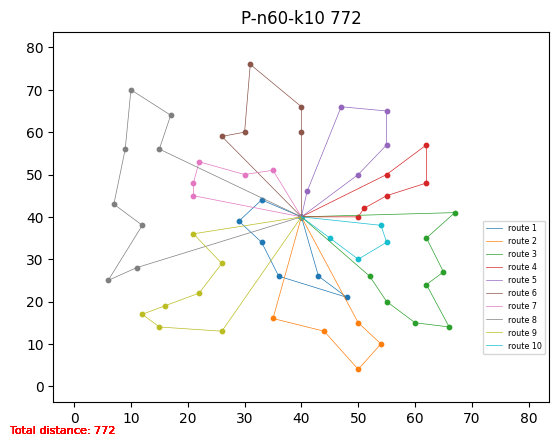 P-n60-k10 772
80
70
60
50
40
30
20
10
0
0 10 20 30 40 50 60 70 80
route 1
route 2
route 3
route 4
route 5
route 6
route 7
route 8
route 9
route 10
Total distance: 772